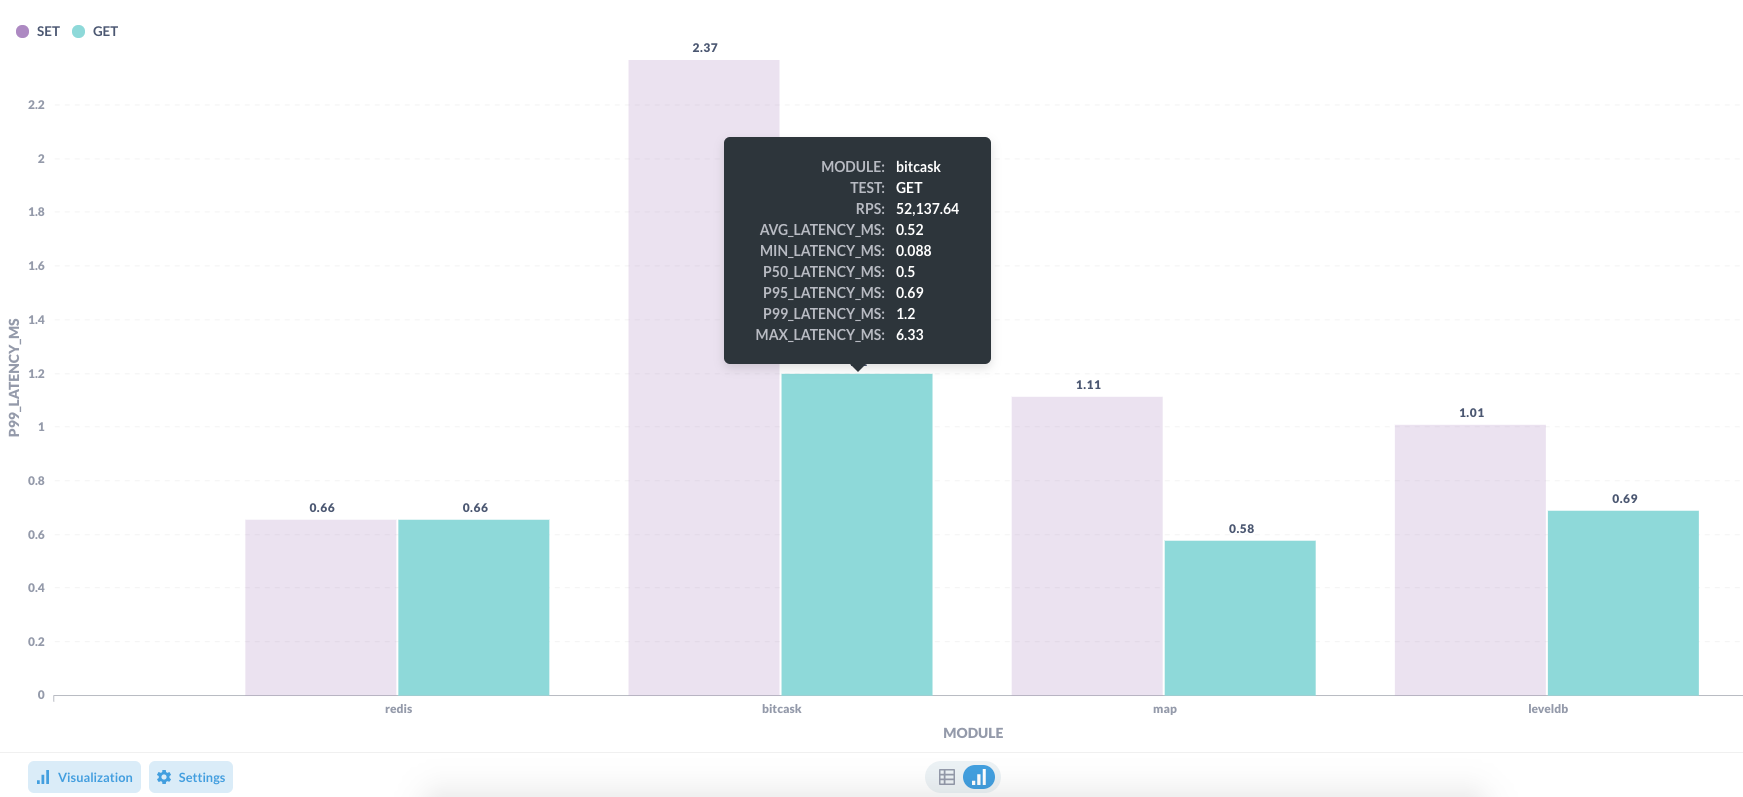 SET GET
2.37
2.2
2
1.8
1.6
1.4
1.2
1
0.8
0.6
0.4
0.2
0
P99_LATENCY_MS
MODULE: bitcask
TEST: GET
RPS: 52,137.64
AVG_LATENCY_MS: 0.52
MIN_LATENCY_MS: 0.088
P50_LATENCY_MS: 0.5
P95_LATENCY_MS: 0.69
P99_LATENCY_MS: 1.2
MAX_LATENCY_MS: 6.33
1.11
1.01
0.66 0.66
0.58
0.69
redis bitcask map leveldb
MODULE
Visualization Settings